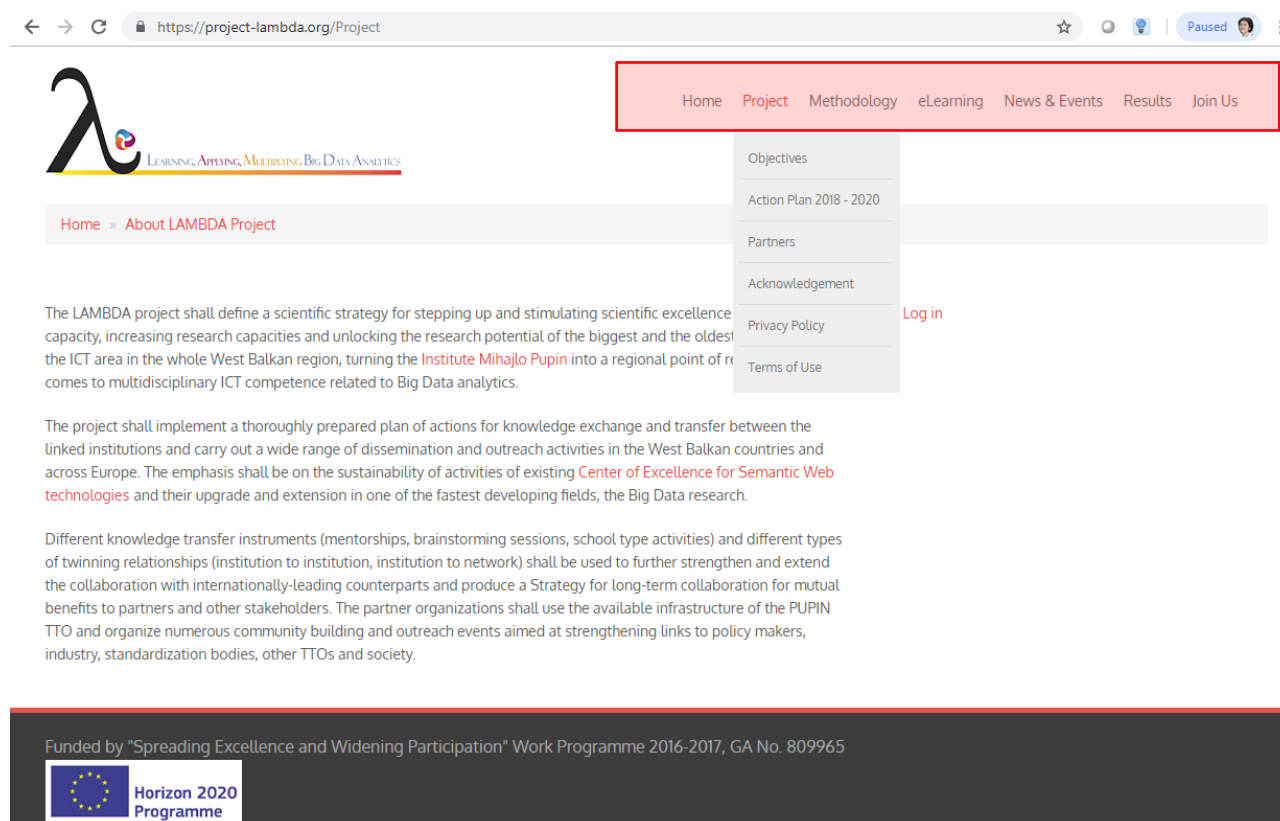 https://project-lambda.org/Project
Paused
Home Project Methodology eLearning News & Events Results Join Us
LEARNING, APPLYING, MULTIPLYING BIG DATA ANALYTICS
Objectives
Action Plan 2018 - 2020
Partners
Acknowledgement
Privacy Policy
Terms of Use
Home » About LAMBDA Project
Log in
The LAMBDA project shall define a scientific strategy for stepping up and stimulating scientific excellence
capacity, increasing research capacities and unlocking the research potential of the biggest and the oldest
the ICT area in the whole West Balkan region, turning the Institute Mihajlo Pupin into a regional point of re
comes to multidisciplinary ICT competence related to Big Data analytics.
The project shall implement a thoroughly prepared plan of actions for knowledge exchange and transfer between the
linked institutions and carry out a wide range of dissemination and outreach activities in the West Balkan countries and
across Europe. The emphasis shall be on the sustainability of activities of existing Center of Excellence for Semantic Web
technologies and their upgrade and extension in one of the fastest developing fields, the Big Data research.
Different knowledge transfer instruments (mentorships, brainstorming sessions, school type activities) and different types
of twinning relationships (institution to institution, institution to network) shall be used to further strengthen and extend
the collaboration with internationally-leading counterparts and produce a Strategy for long-term collaboration for mutual
benefits to partners and other stakeholders. The partner organizations shall use the available infrastructure of the PUPIN
TTO and organize numerous community building and outreach events aimed at strengthening links to policy makers,
industry, standardization bodies, other TTOs and society.
Funded by "Spreading Excellence and Widening Participation" Work Programme 2016-2017, GA No. 809965
Horizon 2020
Programme